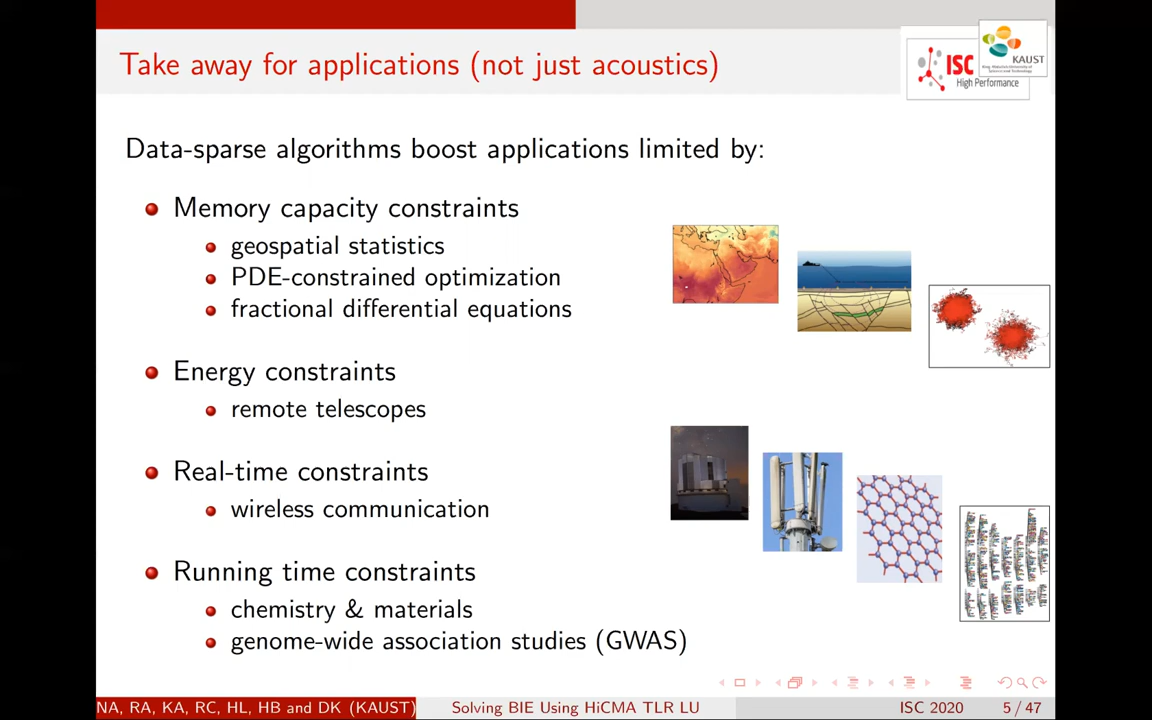 Take away for applications (not just acoustics)
ISC
High Performance
KAUST
Data-sparse algorithms boost applications limited by:
Memory capacity constraints
geospatial statistics
PDE-constrained optimization
fractional differential equations
Energy constraints
remote telescopes
Real-time constraints
wireless communication
Running time constraints
chemistry & materials
genome-wide association studies (GWAS)
NA, RA, KA, RC, HL, HB and DK (KAUST)
Solving BIE Using HiCMA TLR LU
ISC 2020
5 / 47